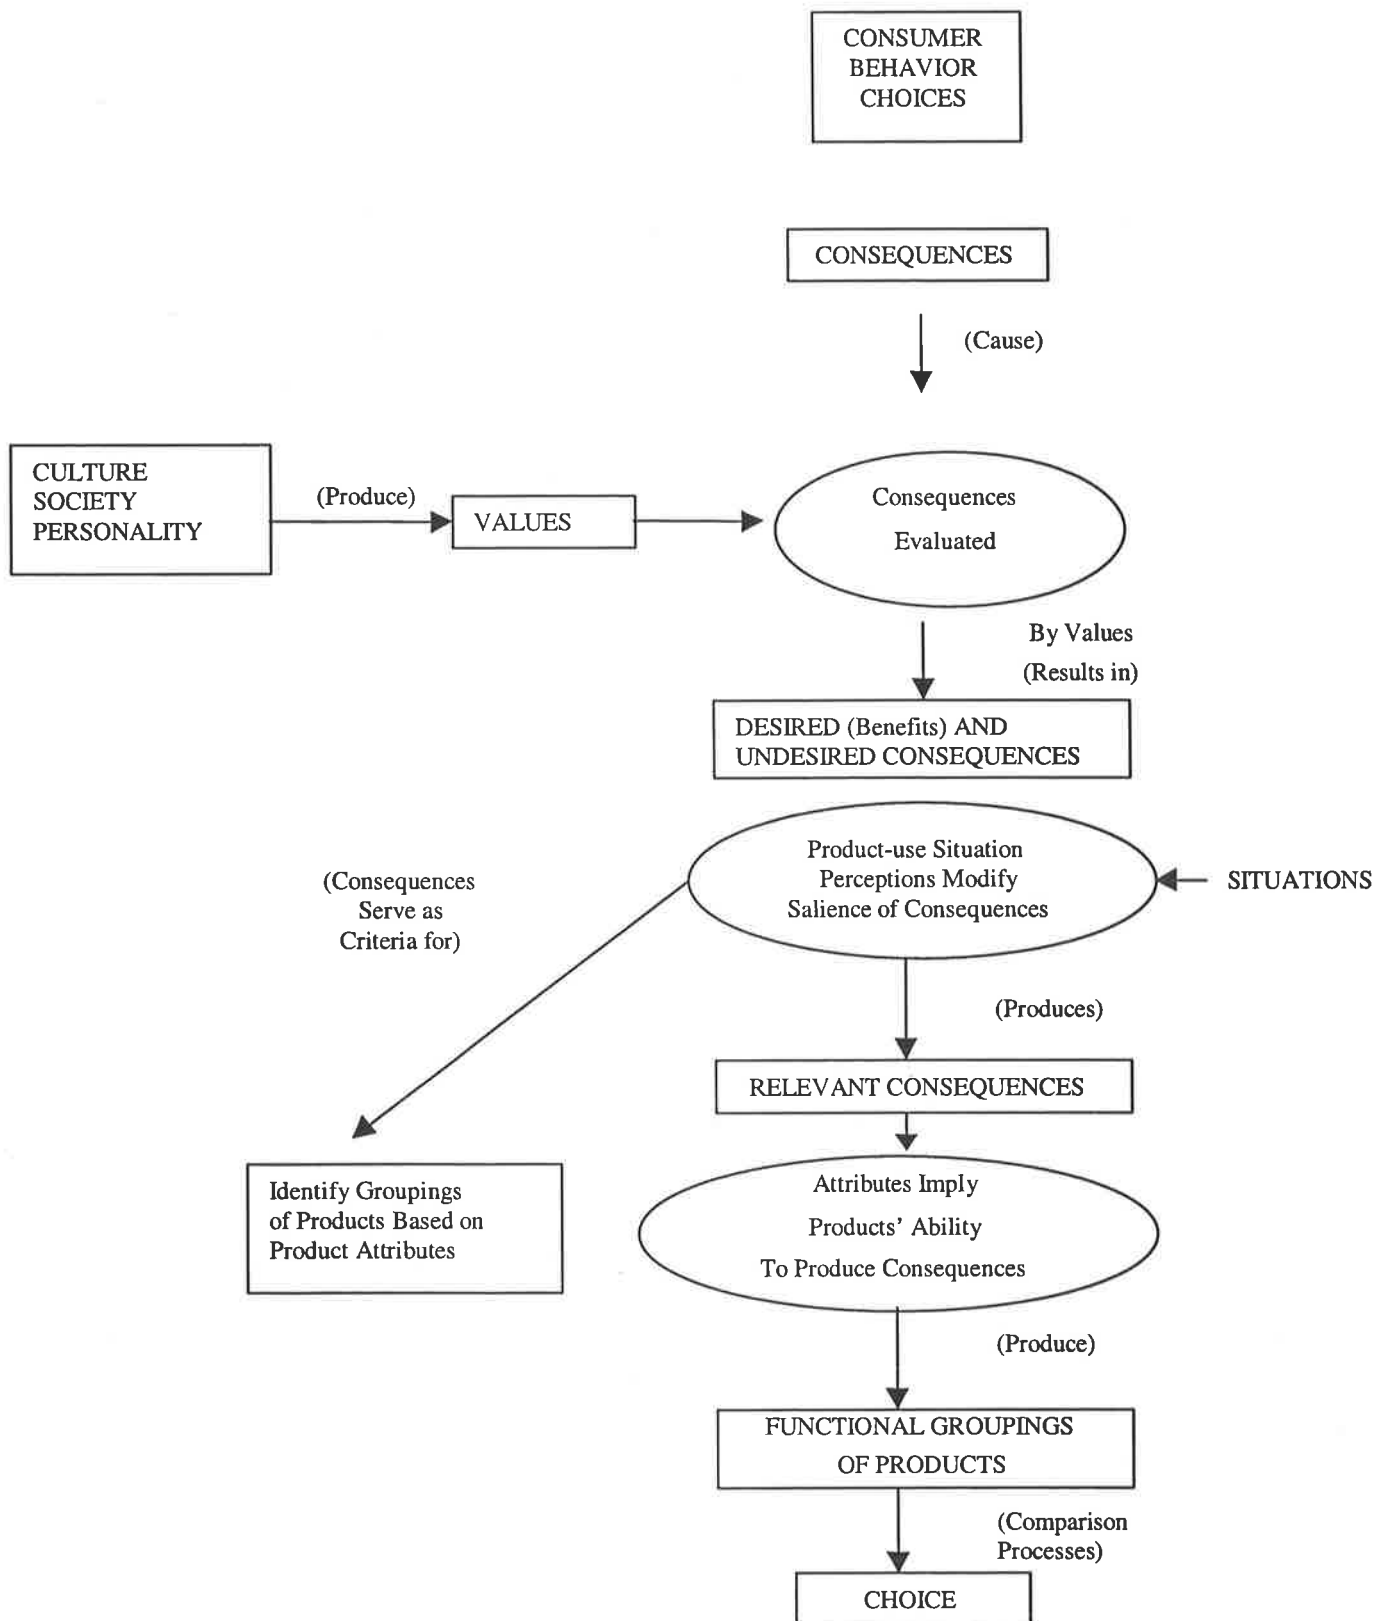 CONSUMER
BEHAVIOR
CHOICES
CONSEQUENCES
(Cause)
CULTURE
SOCIETY
PERSONALITY
(Produce)
VALUES
Consequences
Evaluated
By Values
(Results in)
DESIRED (Benefits) AND
UNDESIRED CONSEQUENCES
Product-use Situation
Perceptions Modify
Salience of Consequences
SITUATIONS
(Consequences
Serve as
Criteria for)
(Produces)
RELEVANT CONSEQUENCES
Identify Groupings
of Products Based on
Product Attributes
Attributes Imply
Products’ Ability
To Produce Consequences
(Produce)
FUNCTIONAL GROUPINGS
OF PRODUCTS
(Comparison
Processes)
CHOICE